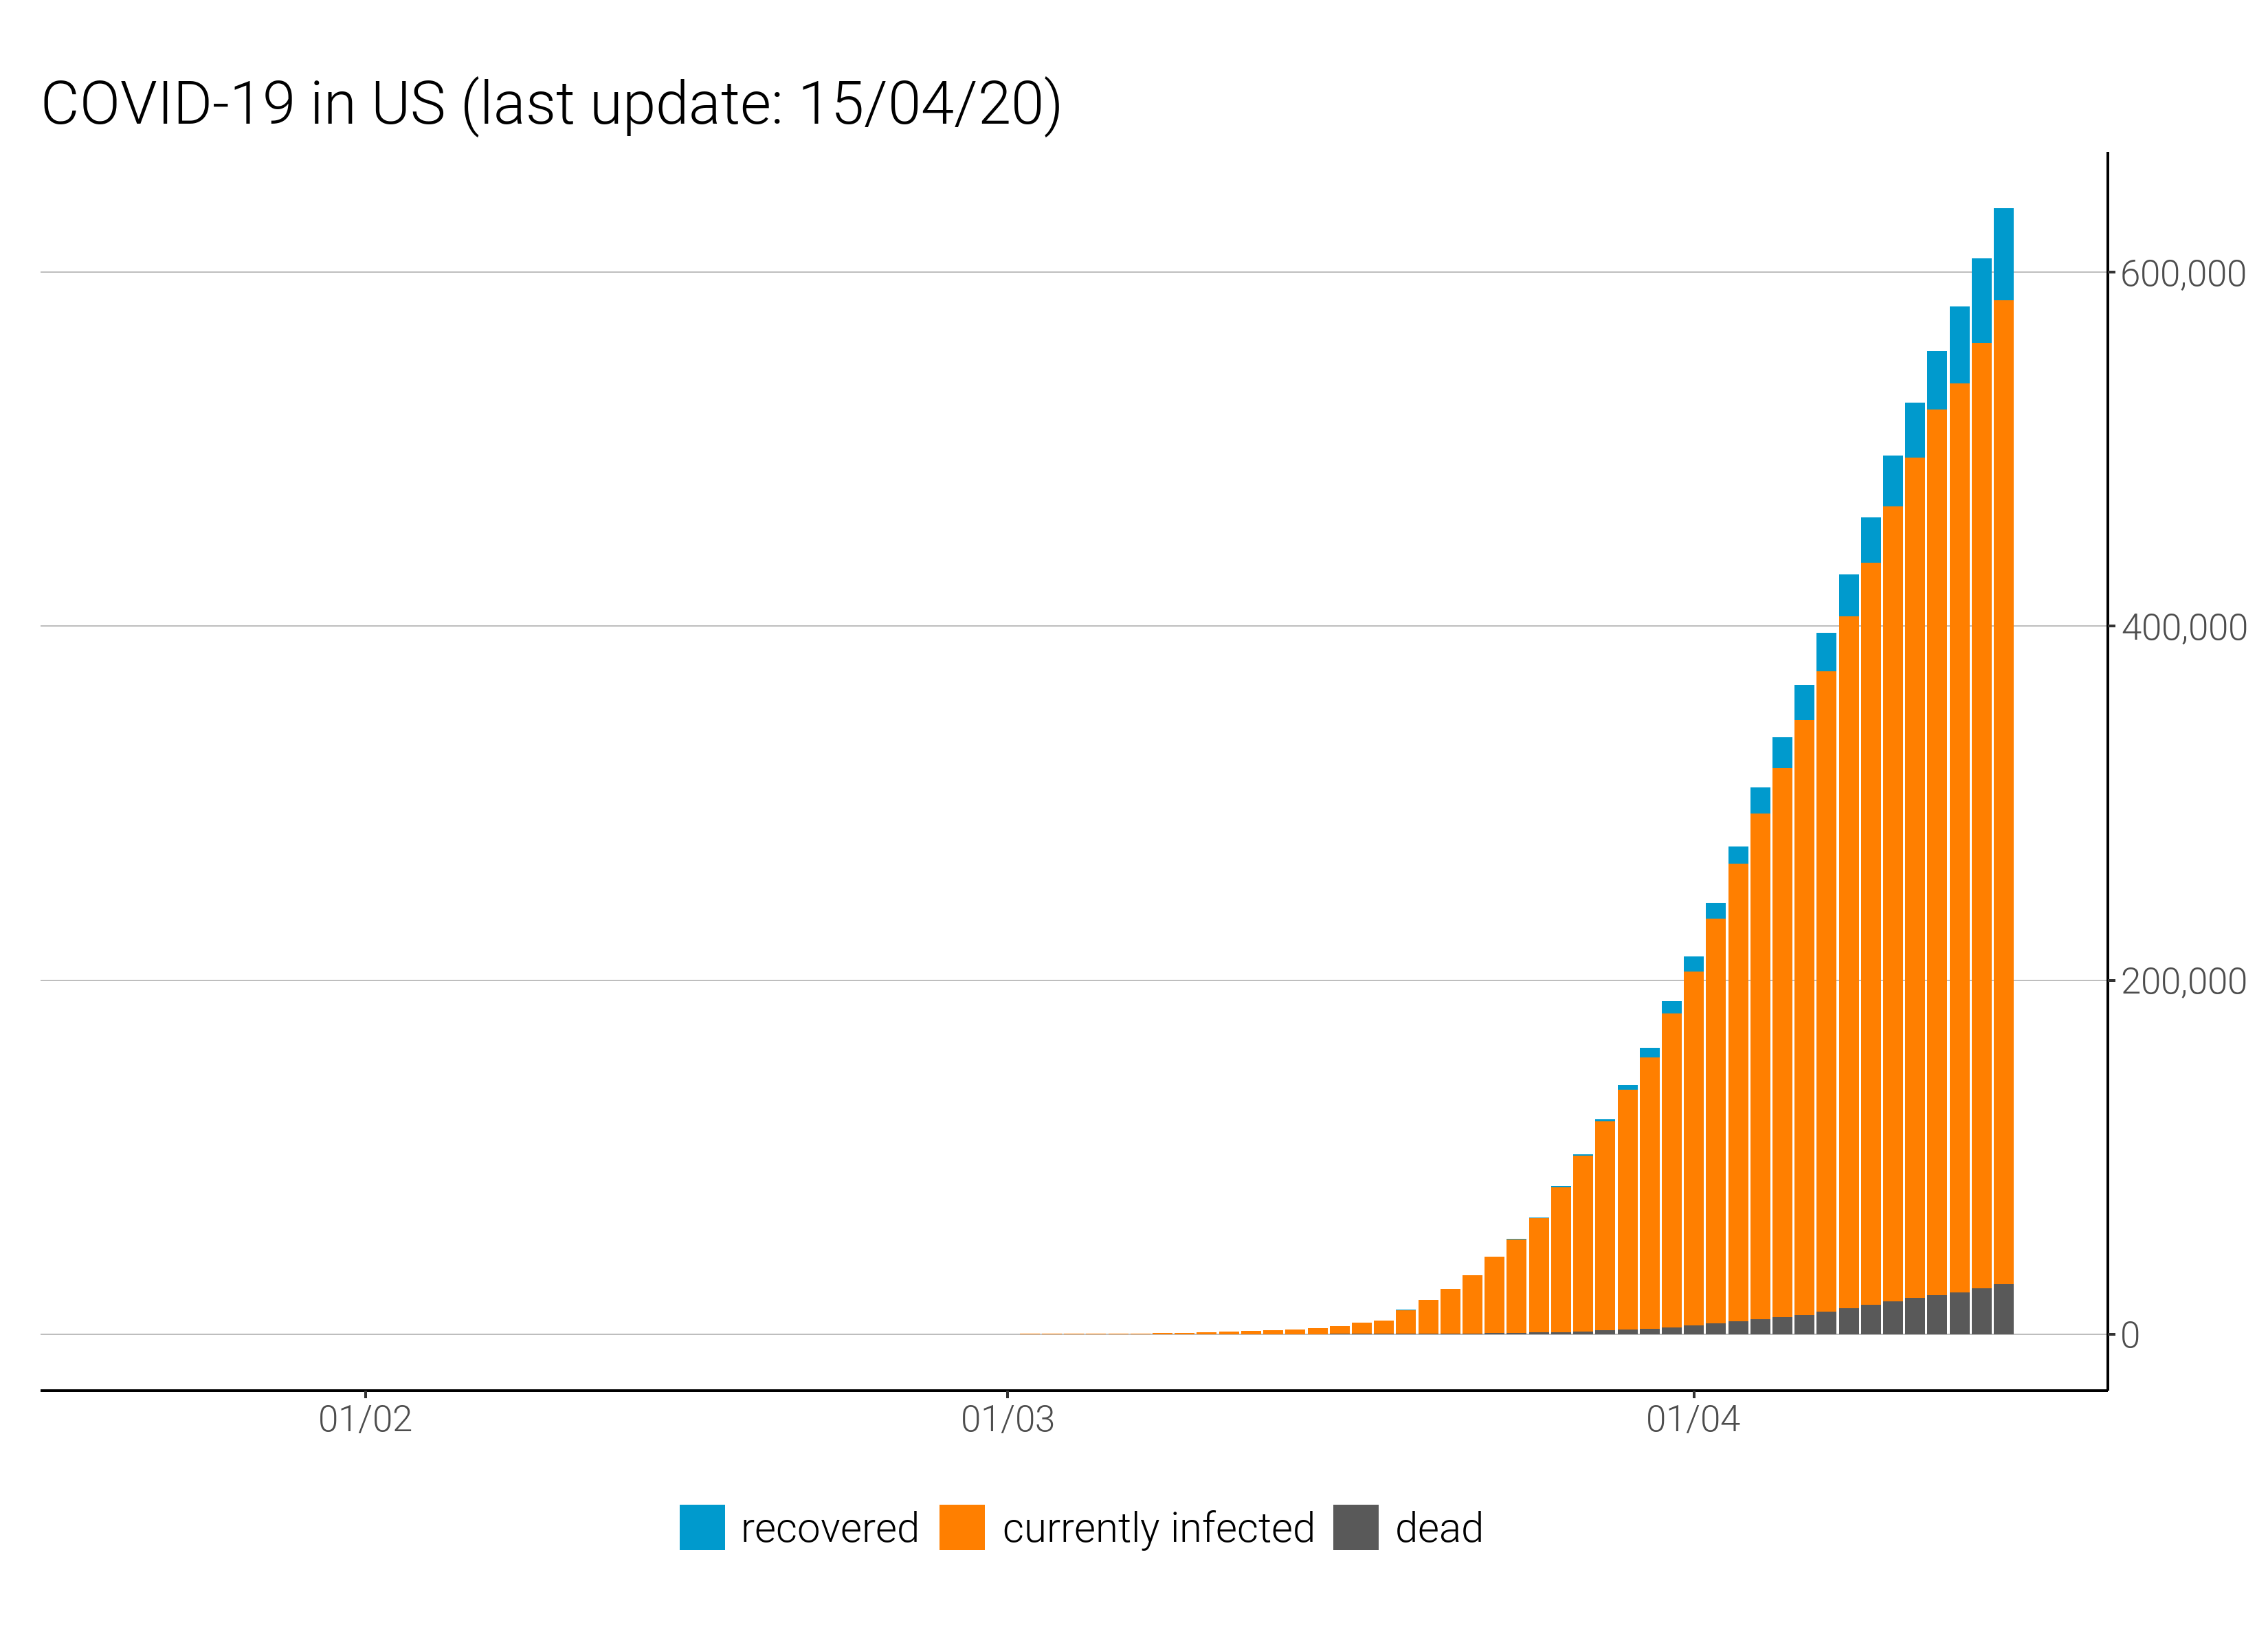 COVID-19 in US (last update: 15/04/20)
600,000
400,000
200,000
0
01/02 01/03 01/04
recovered currently infected dead